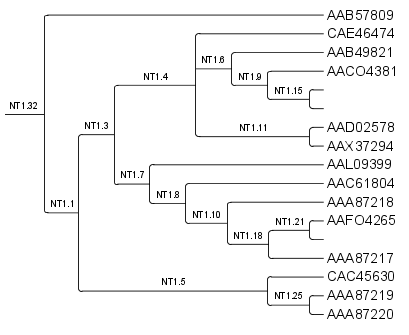 AAB57809
CAE46474
NT1.6
AAB49821
NT1.4
NT1.9
AACO4381
NT1.15
NT1.32
NT1.3
NT1.11
AAD02578
AAX37294
AAL09399
NT1.7
AAC61804
NT1.8
AAA87218
NT1.1
NT1.10
NT1.21
AAFO4265
NT1.18
AAA87217
CAC45630
NT1.5
NT1.25
AAA87219
AAA87220